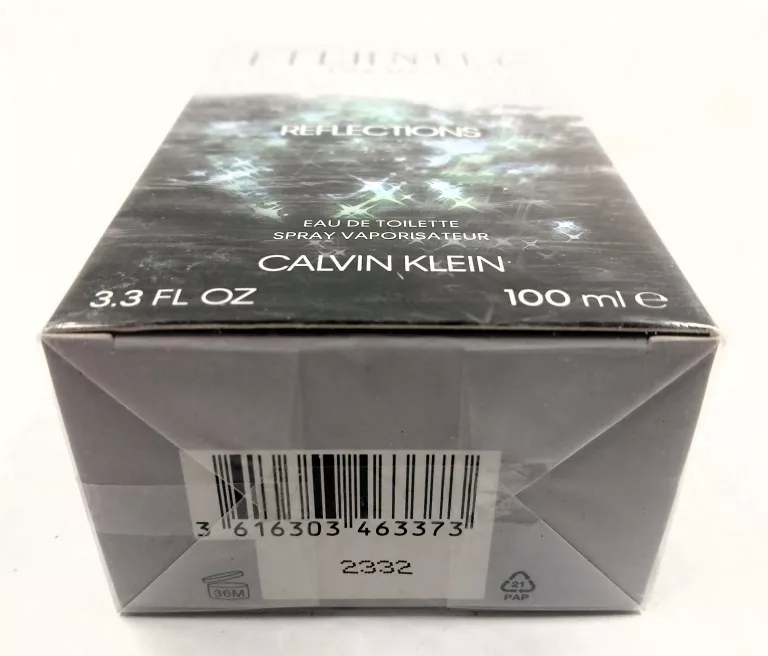 ETERNITY
REFLECTIONS
EAU DE TOILETTE
SPRAY VAPORISATEUR
CALVIN KLEIN
3.3 FL OZ 100 ml ℮
3 616303 463373
2332
36M
21
PAP